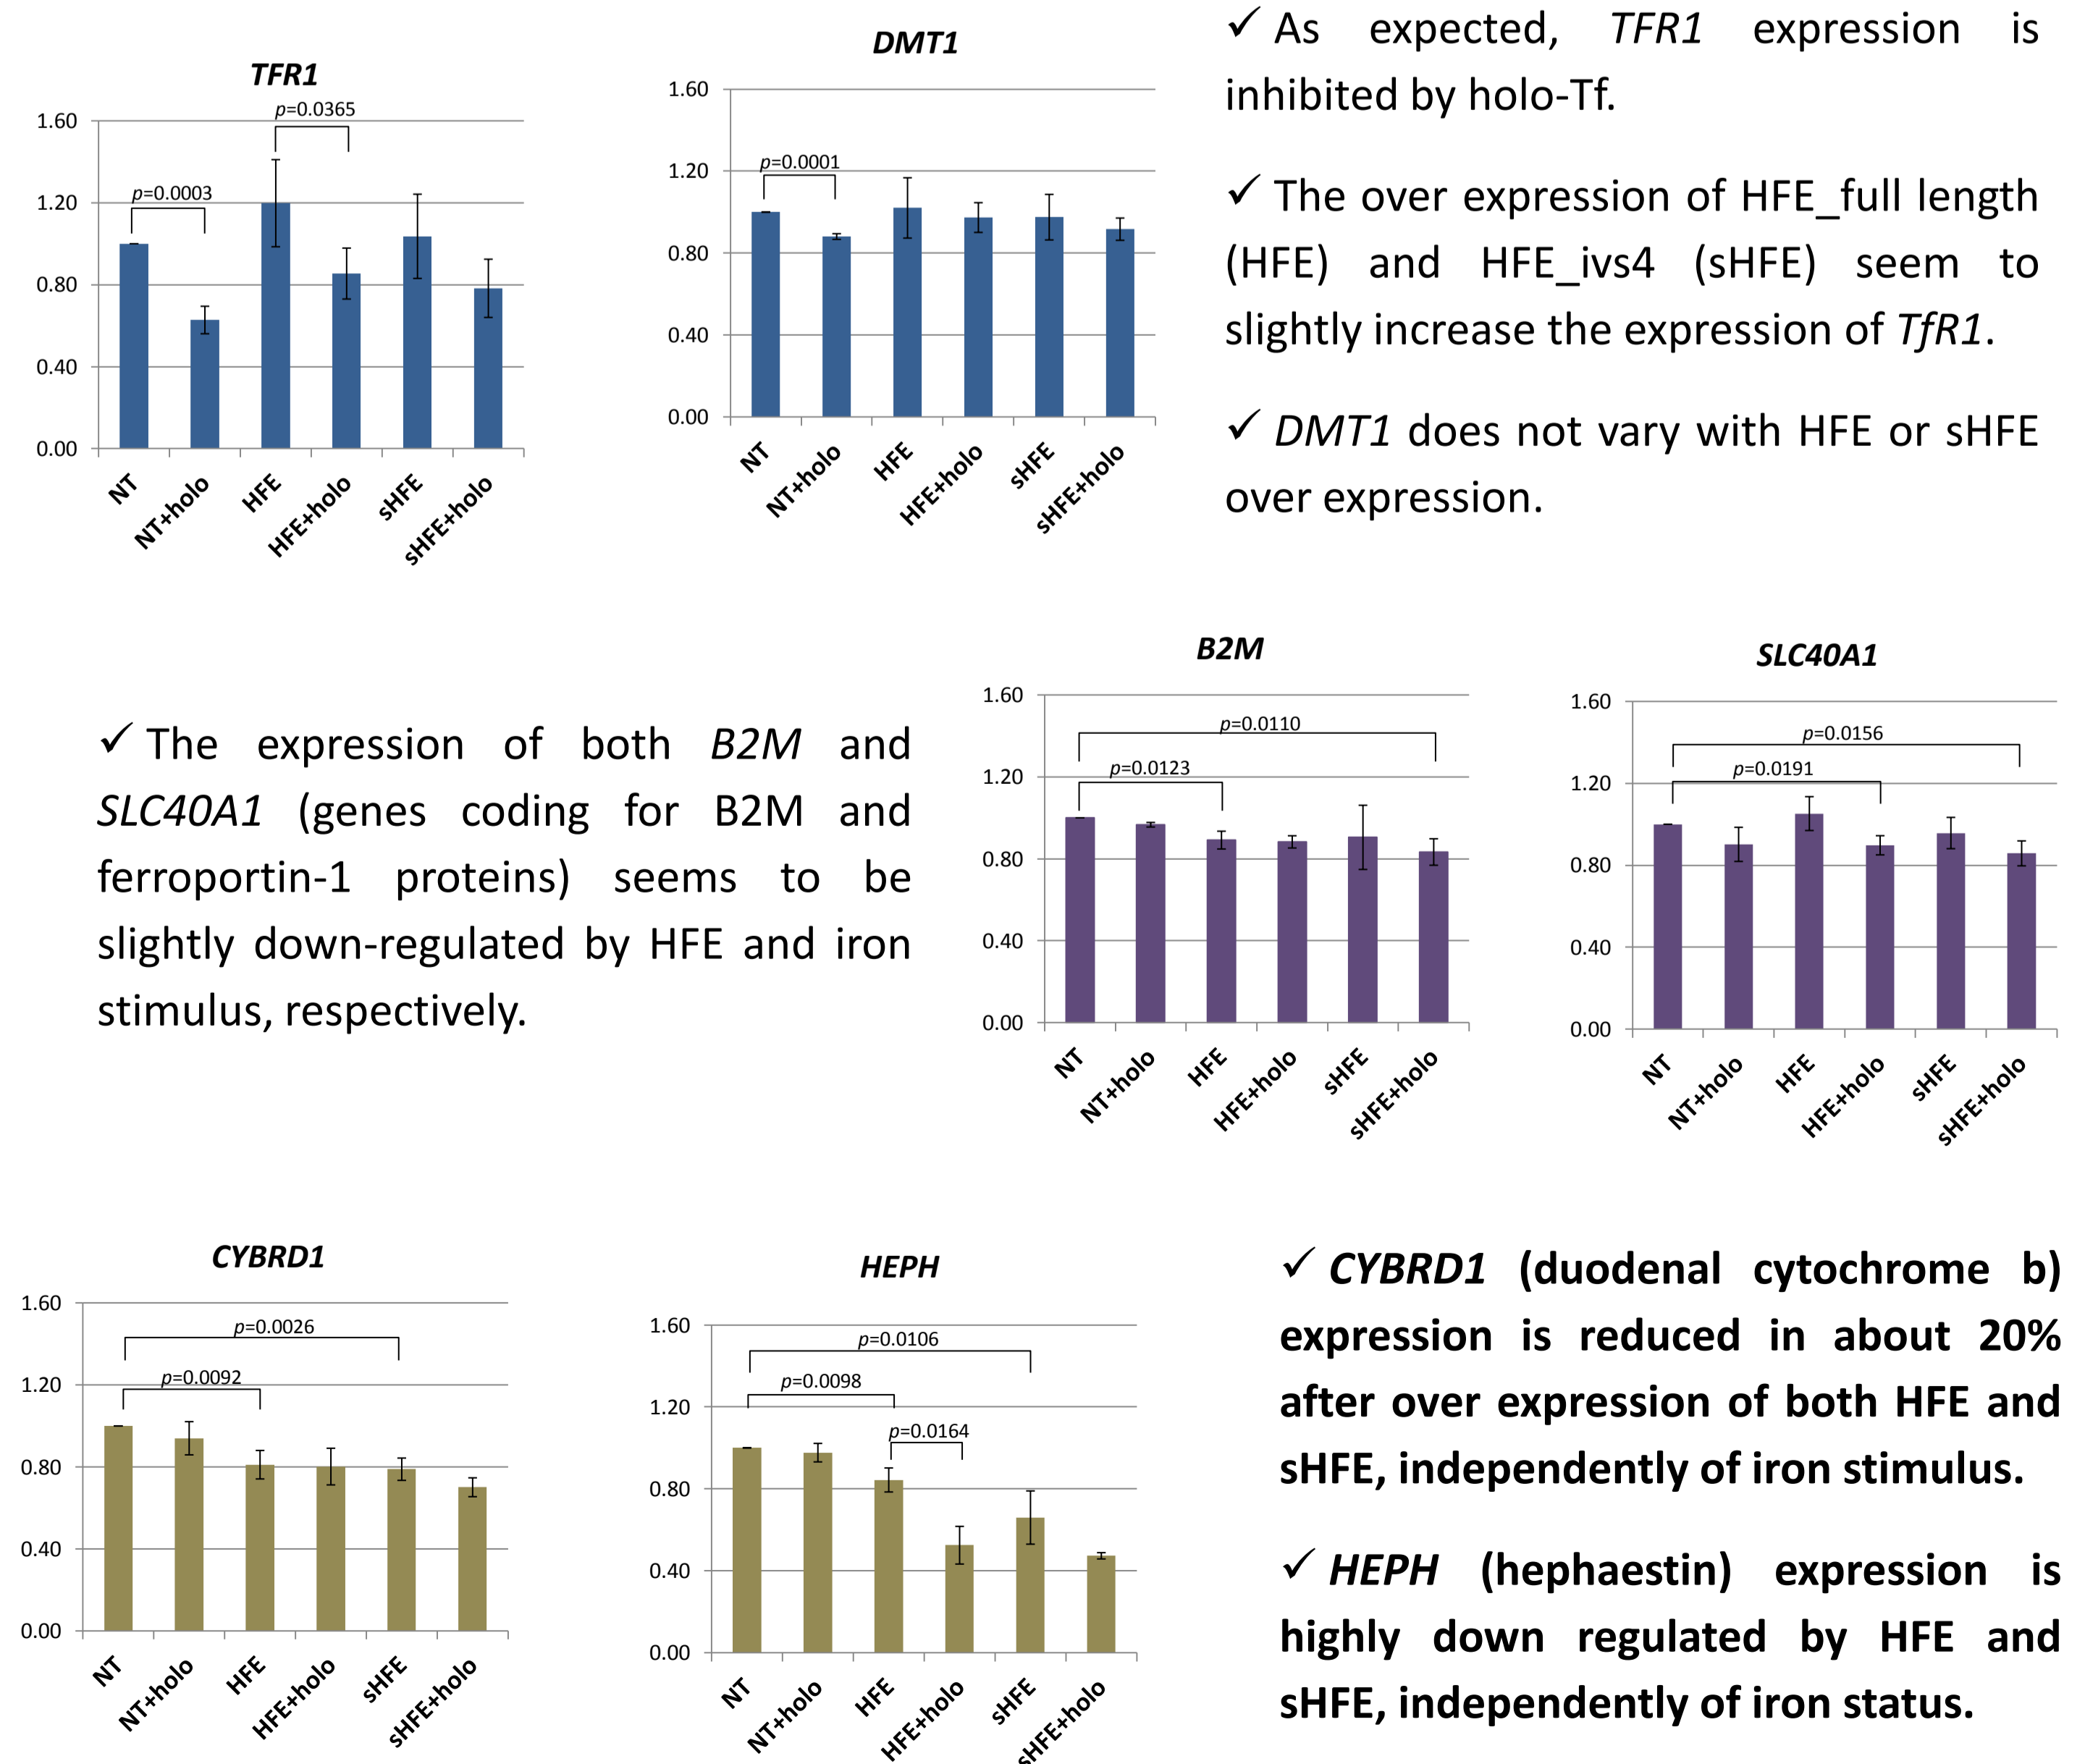 TFR1
p=0.0365
p=0.0003
1.60
1.20
0.80
0.40
0.00
NT
NT+holo
HFE
HFE+holo
sHFE
sHFE+holo
DMT1
p=0.0001
1.60
1.20
0.80
0.40
0.00
NT
NT+holo
HFE
HFE+holo
sHFE
sHFE+holo
✓ As expected, TFR1 expression is
inhibited by holo-Tf.
✓ The over expression of HFE_full length
(HFE) and HFE_ivs4 (sHFE) seem to
slightly increase the expression of TfR1.
✓ DMT1 does not vary with HFE or sHFE
over expression.
✓ The expression of both B2M and
SLC40A1 (genes coding for B2M and
ferroportin-1 proteins) seems to be
slightly down-regulated by HFE and iron
stimulus, respectively.
B2M
p=0.0110
p=0.0123
1.60
1.20
0.80
0.40
0.00
NT
NT+holo
HFE
HFE+holo
sHFE
sHFE+holo
SLC40A1
p=0.0156
p=0.0191
1.60
1.20
0.80
0.40
0.00
NT
NT+holo
HFE
HFE+holo
sHFE
sHFE+holo
CYBRD1
p=0.0026
p=0.0092
1.60
1.20
0.80
0.40
0.00
NT
NT+holo
HFE
HFE+holo
sHFE
sHFE+holo
HEPH
p=0.0106
p=0.0098
p=0.0164
1.60
1.20
0.80
0.40
0.00
NT
NT+holo
HFE
HFE+holo
sHFE
sHFE+holo
✓ CYBRD1 (duodenal cytochrome b)
expression is reduced in about 20%
after over expression of both HFE and
sHFE, independently of iron stimulus.
✓ HEPH (hephaestin) expression is
highly down regulated by HFE and
sHFE, independently of iron status.